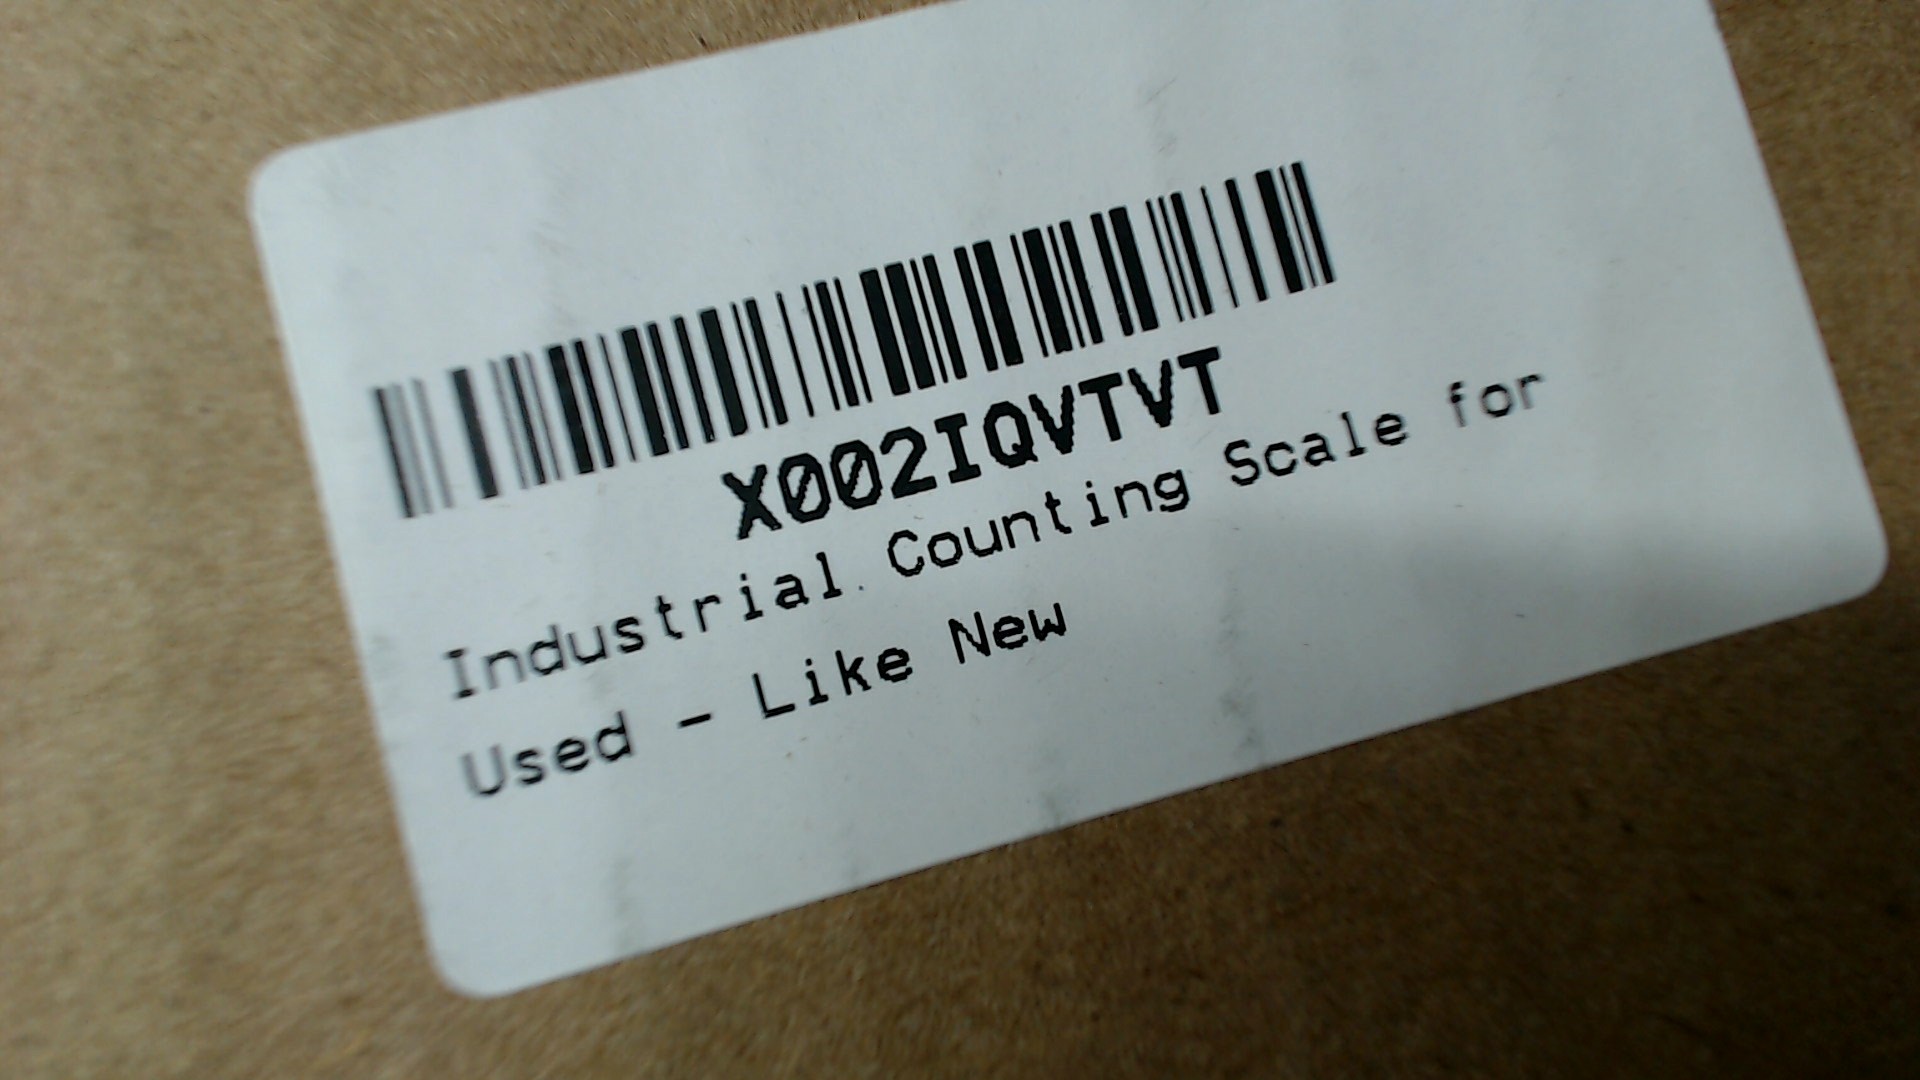 X002IQVTVT
Industrial Counting Scale for
Used - Like New